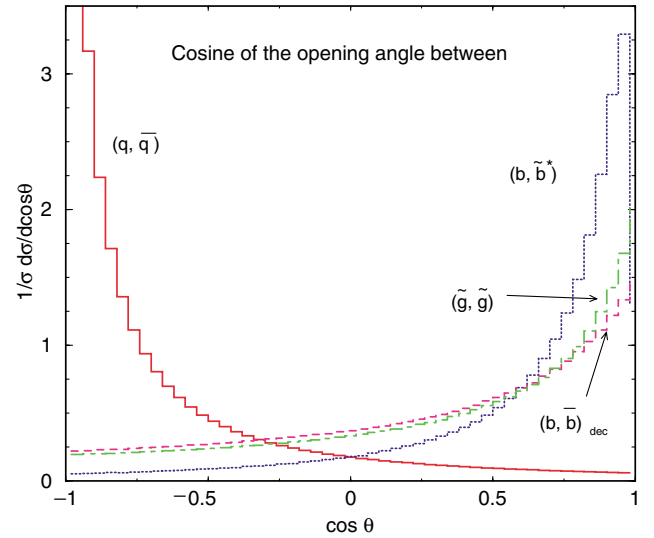 Cosine of the opening angle between
(q, q̅)
(b, b̃*)
(g̃, g̃)
(b, b̅) dec
1/σ dσ/dcosθ
3
2
1
0
−1
−0.5
0
0.5
1
cos θ